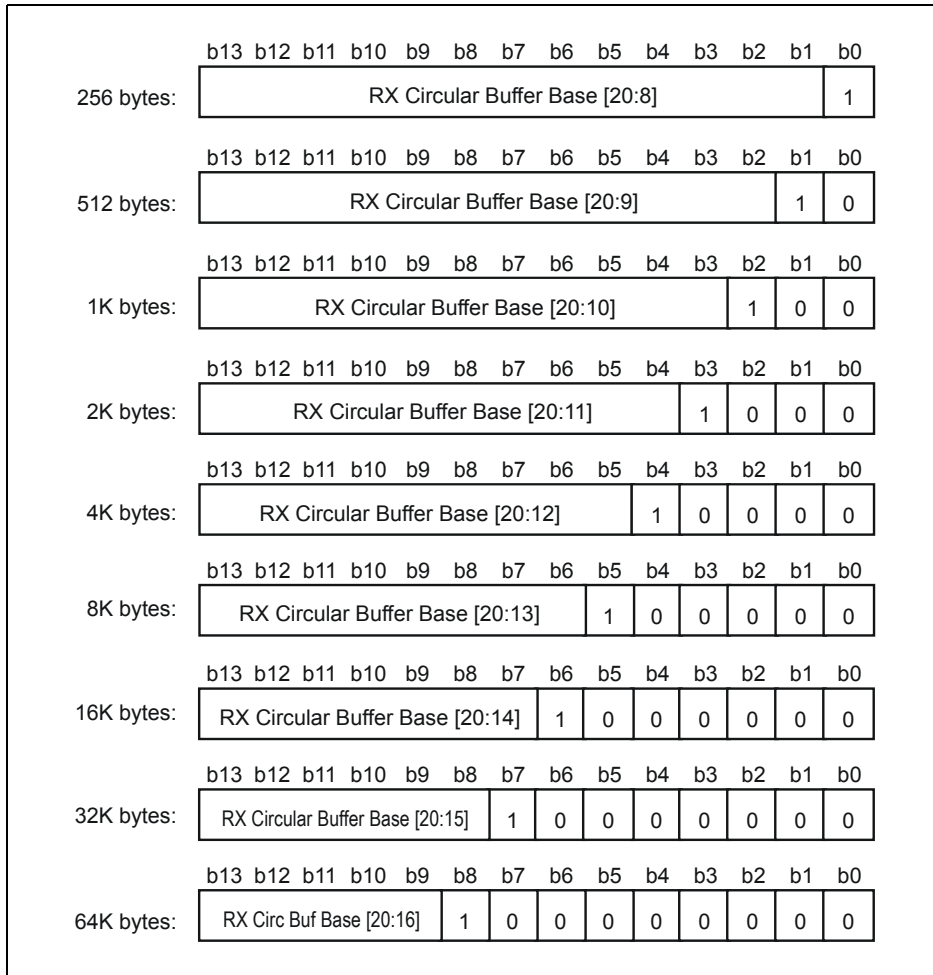 b13 b12 b11 b10 b9 b8 b7 b6 b5 b4 b3 b2 b1 b0
256 bytes: RX Circular Buffer Base [20:8] 1
b13 b12 b11 b10 b9 b8 b7 b6 b5 b4 b3 b2 b1 b0
512 bytes: RX Circular Buffer Base [20:9] 1 0
b13 b12 b11 b10 b9 b8 b7 b6 b5 b4 b3 b2 b1 b0
1K bytes: RX Circular Buffer Base [20:10] 1 0 0
b13 b12 b11 b10 b9 b8 b7 b6 b5 b4 b3 b2 b1 b0
2K bytes: RX Circular Buffer Base [20:11] 1 0 0 0
b13 b12 b11 b10 b9 b8 b7 b6 b5 b4 b3 b2 b1 b0
4K bytes: RX Circular Buffer Base [20:12] 1 0 0 0 0
b13 b12 b11 b10 b9 b8 b7 b6 b5 b4 b3 b2 b1 b0
8K bytes: RX Circular Buffer Base [20:13] 1 0 0 0 0 0
b13 b12 b11 b10 b9 b8 b7 b6 b5 b4 b3 b2 b1 b0
16K bytes: RX Circular Buffer Base [20:14] 1 0 0 0 0 0 0
b13 b12 b11 b10 b9 b8 b7 b6 b5 b4 b3 b2 b1 b0
32K bytes: RX Circular Buffer Base [20:15] 1 0 0 0 0 0 0 0
b13 b12 b11 b10 b9 b8 b7 b6 b5 b4 b3 b2 b1 b0
64K bytes: RX Circ Buf Base [20:16] 1 0 0 0 0 0 0 0 0